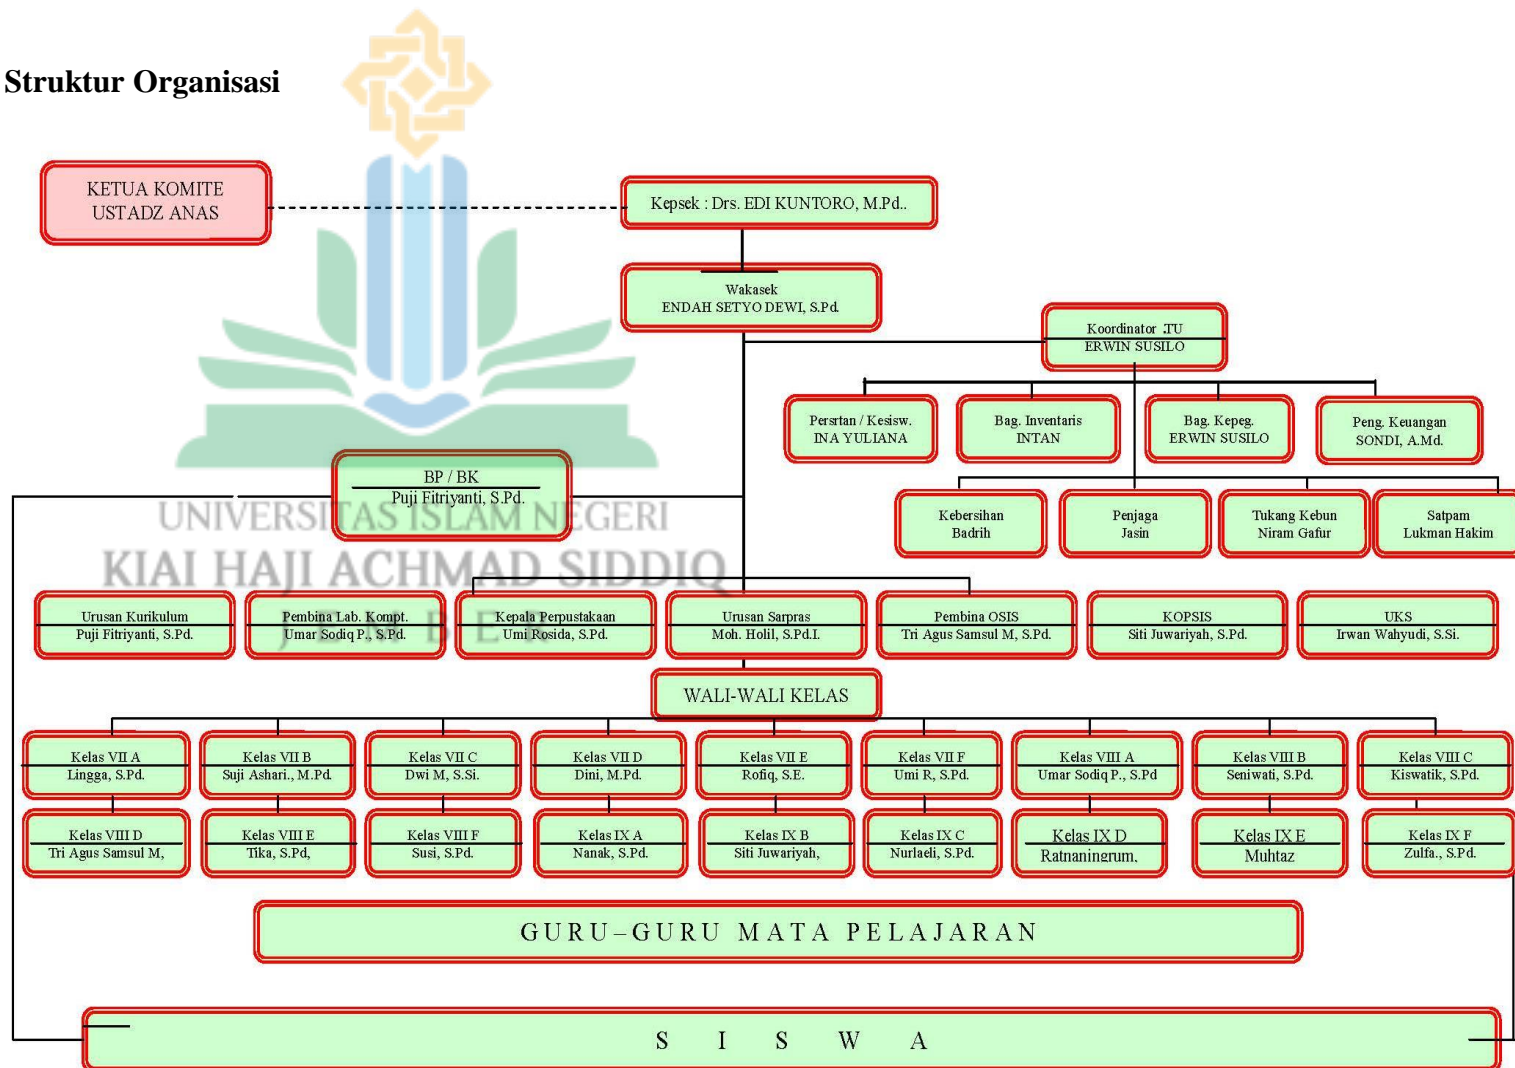 Struktur Organisasi
KETUA KOMITE
USTADZ ANAS
Kepsek : Drs. EDI KUNTORO, M.Pd..
Wakasek
ENDAH SETYO DEWI, S.Pd.
Koordinator .TU
ERWIN SUSILO
Persrtan / Kesisw.
INA YULIANA
Bag. Inventaris
INTAN
Bag. Kepeg.
ERWIN SUSILO
Peng. Keuangan
SONDI, A.Md.
BP / BK
Puji Fitriyanti, S.Pd.
Kebersihan
Badrih
Penjaga
Jasin
Tukang Kebun
Niram Gafur
Satpam
Lukman Hakim
UNIVERSITAS ISLAM NEGERI
KIAI HAJI ACHMAD SIDDIQ
JEMBER
Urusan Kurikulum
Puji Fitriyanti, S.Pd.
Pembina Lab. Kompt.
Umar Sodiq P., S.Pd.
Kepala Perpustakaan
Umi Rosida, S.Pd.
Urusan Sarpras
Moh. Holil, S.Pd.I.
Pembina OSIS
Tri Agus Samsul M, S.Pd.
KOPSIS
Siti Juwariyah, S.Pd.
UKS
Irwan Wahyudi, S.Si.
WALI-WALI KELAS
Kelas VII A
Lingga, S.Pd.
Kelas VII B
Suji Ashari., M.Pd.
Kelas VII C
Dwi M, S.Si.
Kelas VII D
Dini, M.Pd.
Kelas VII E
Rofiq, S.E.
Kelas VII F
Umi R, S.Pd.
Kelas VIII A
Umar Sodiq P., S.Pd
Kelas VIII B
Seniwati, S.Pd.
Kelas VIII C
Kiswatik, S.Pd.
Kelas VIII D
Tri Agus Samsul M,
Kelas VIII E
Tika, S.Pd,
Kelas VIII F
Susi, S.Pd.
Kelas IX A
Nanak, S.Pd.
Kelas IX B
Siti Juwariyah,
Kelas IX C
Nurlaeli, S.Pd.
Kelas IX D
Ratnaningrum,
Kelas IX E
Muhtaz
Kelas IX F
Zulfa., S.Pd.
GURU–GURU MATA PELAJARAN
S I S W A